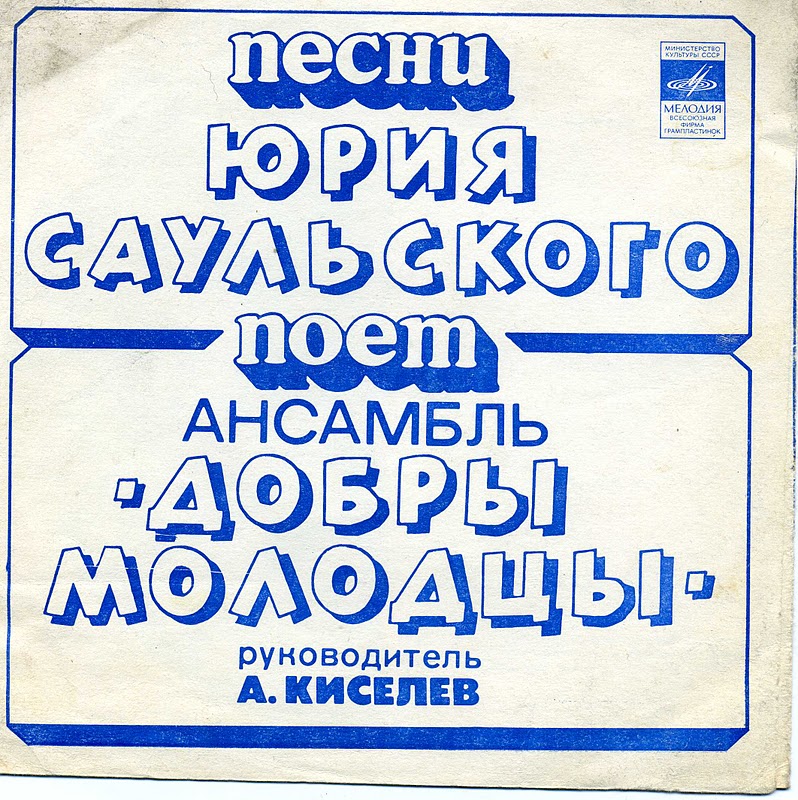 песни
ЮРИЯ
САУЛЬСКОГО
МИНИСТЕРСТВО
КУЛЬТУРЫ СССР
МЕЛОДИЯ
ВСЕСОЮЗНАЯ
ФИРМА
ГРАМПЛАСТИНОК
поет
АНСАМБЛЬ
·ДОБРЫ
МОЛОДЦЫ·
руководитель
А. КИСЕЛЕВ